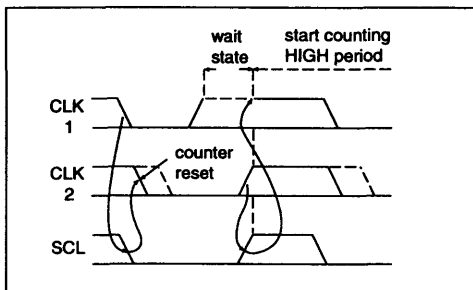 wait
state
start counting
HIGH period
CLK
1
counter
reset
CLK
2
SCL